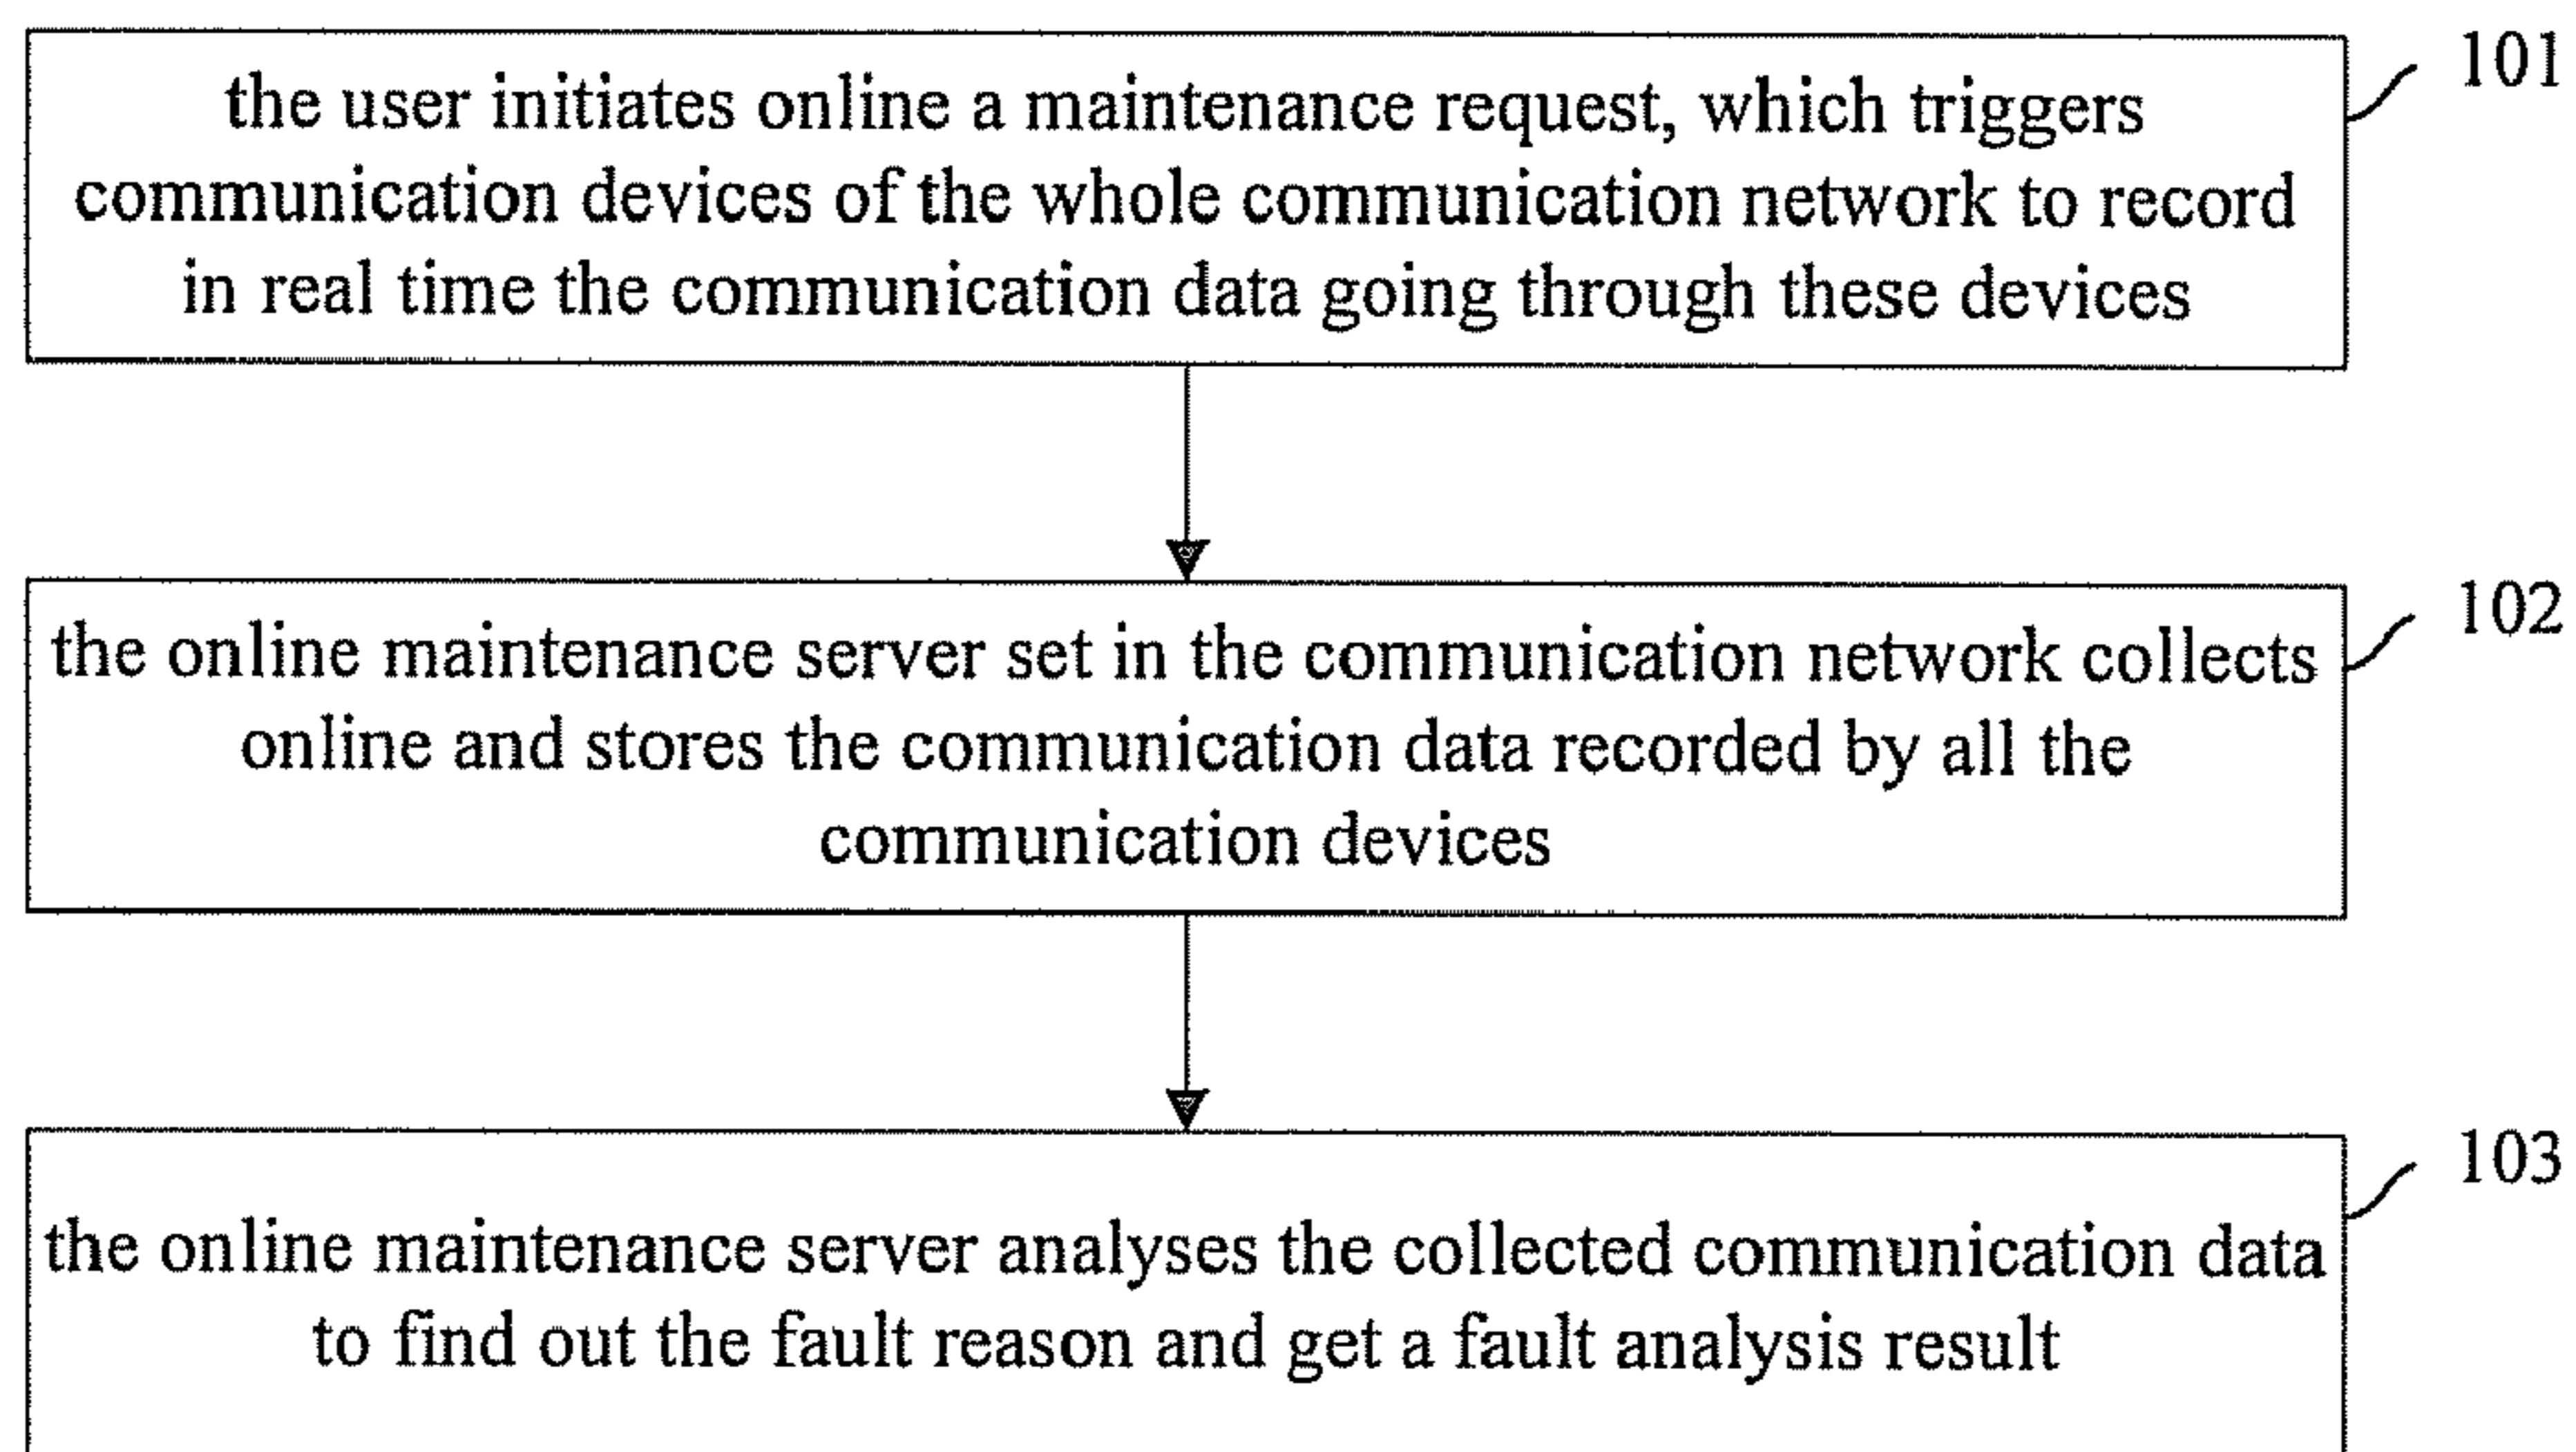 101
the user initiates online a maintenance request, which triggers
communication devices of the whole communication network to record
in real time the communication data going through these devices
102
the online maintenance server set in the communication network collects
online and stores the communication data recorded by all the
communication devices
103
the online maintenance server analyses the collected communication data
to find out the fault reason and get a fault analysis result